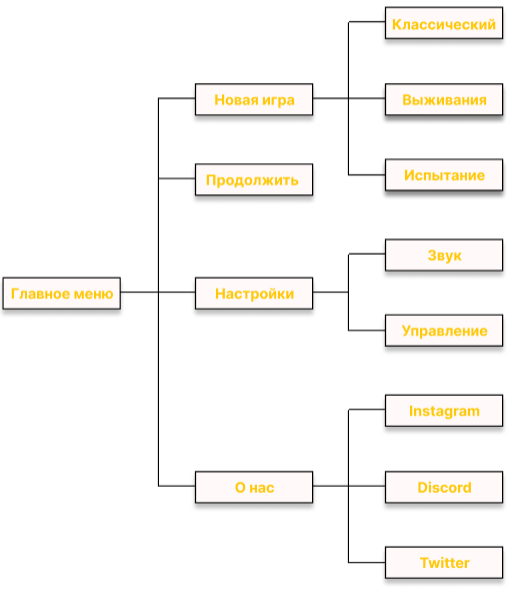 Главное меню
Новая игра
Классический
Выживания
Испытание
Продолжить
Настройки
Звук
Управление
О нас
Instagram
Discord
Twitter